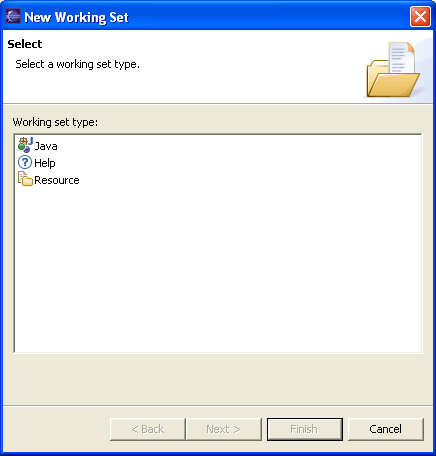 New Working Set
Select
Select a working set type.
Working set type:
Java
Help
Resource
< Back
Next >
Finish
Cancel